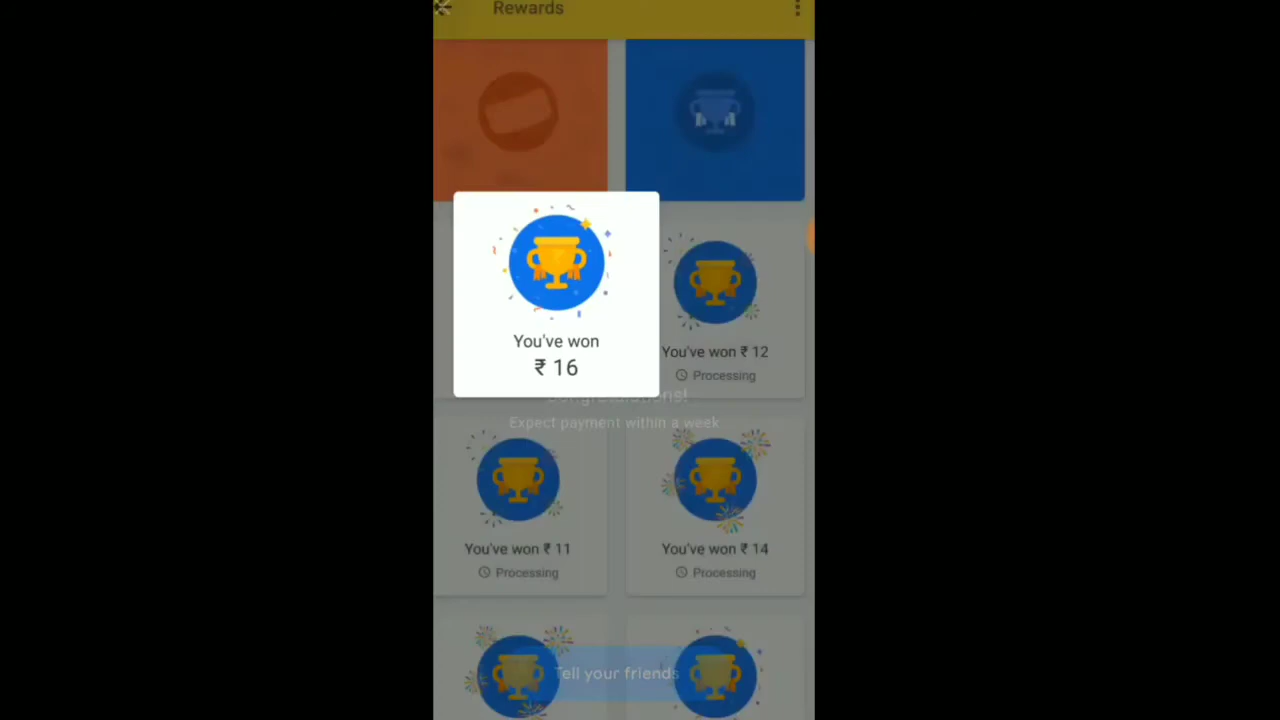 Rewards
You've won
₹ 16
You've won ₹ 12
Processing
Congratulations!
Expect payment within a week
You've won ₹ 11
You've won ₹ 14
Processing
Processing
Tell your friends